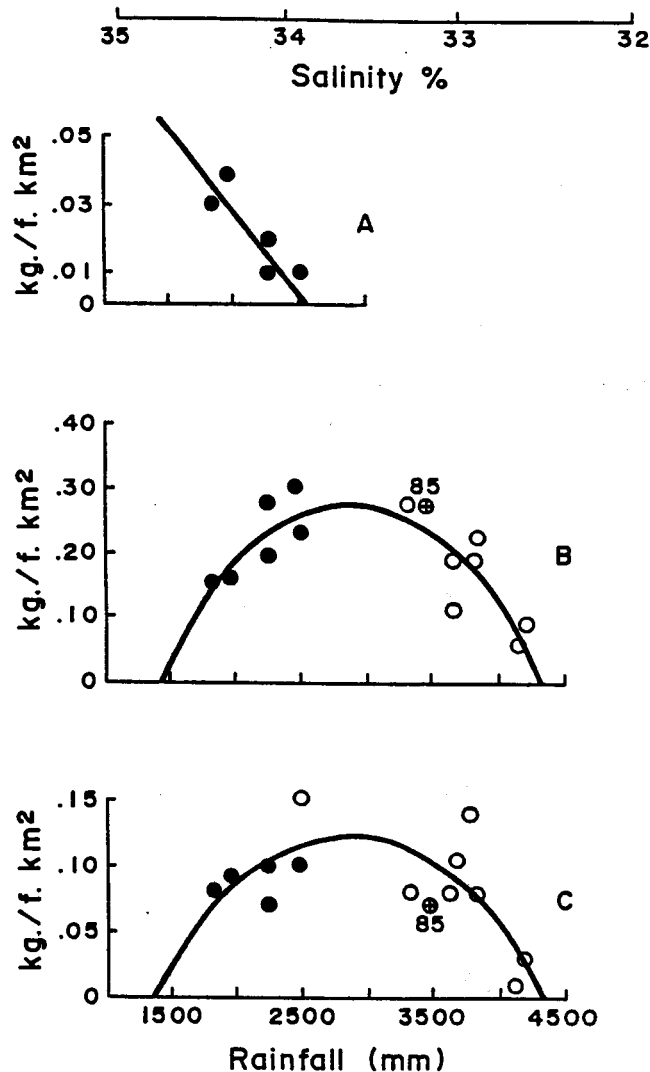 35 34 33 32
Salinity %
kg./f. km²
.05
.03
.01
0
A
kg./f. km²
.40
.30
.20
.10
0
85
B
kg./f. km²
.15
.10
.05
0
85
C
1500 2500 3500 4500
Rainfall (mm)